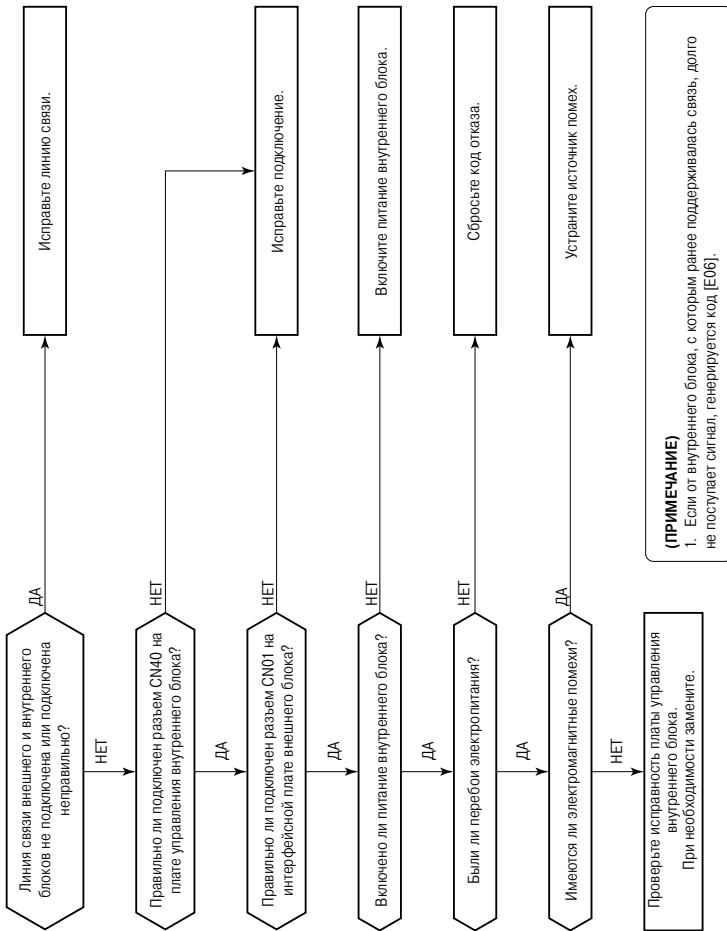 Линия связи внешнего и внутреннего
блоков не подключена или подключена
неправильно?
ДА
Исправьте линию связи.
НЕТ
Правильно ли подключен разъем CN40 на
плате управления внутреннего блока?
НЕТ
ДА
Правильно ли подключен разъем CN01 на
интерфейсной плате внешнего блока?
НЕТ
Исправьте подключение.
ДА
Включено ли питание внутреннего блока?
НЕТ
Включите питание внутреннего блока.
ДА
Были ли перебои электропитания?
НЕТ
Сбросьте код отказа.
ДА
Имеются ли электромагнитные помехи?
ДА
Устраните источник помех.
НЕТ
Проверьте исправность платы управления
внутреннего блока.
При необходимости замените.
(ПРИМЕЧАНИЕ)
1. Если от внутреннего блока, с которым ранее поддерживалась связь, долго
не поступает сигнал, генерируется код [E06].